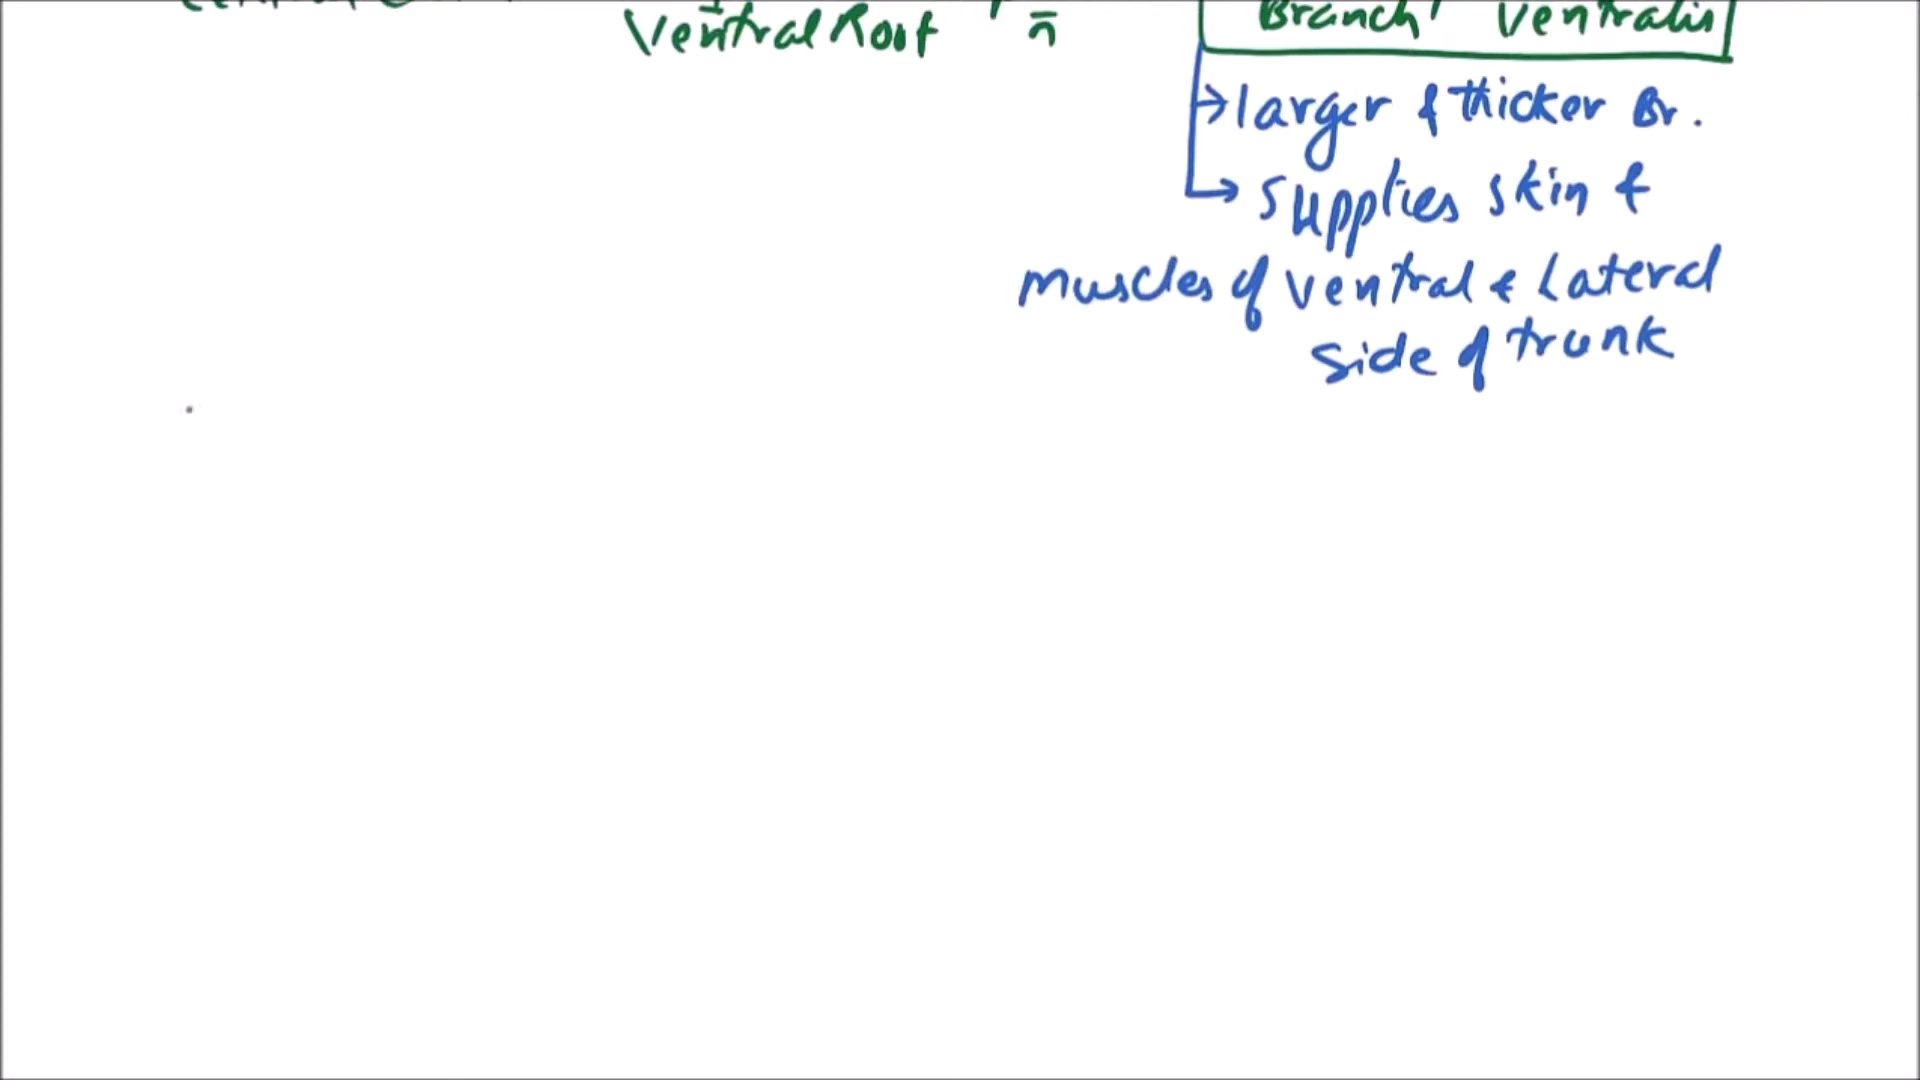 Ventral Root n̄ Branch Ventralis
→ larger & thicker Br.
→ Supplies skin &
muscles of ventral & Lateral
side of trunk